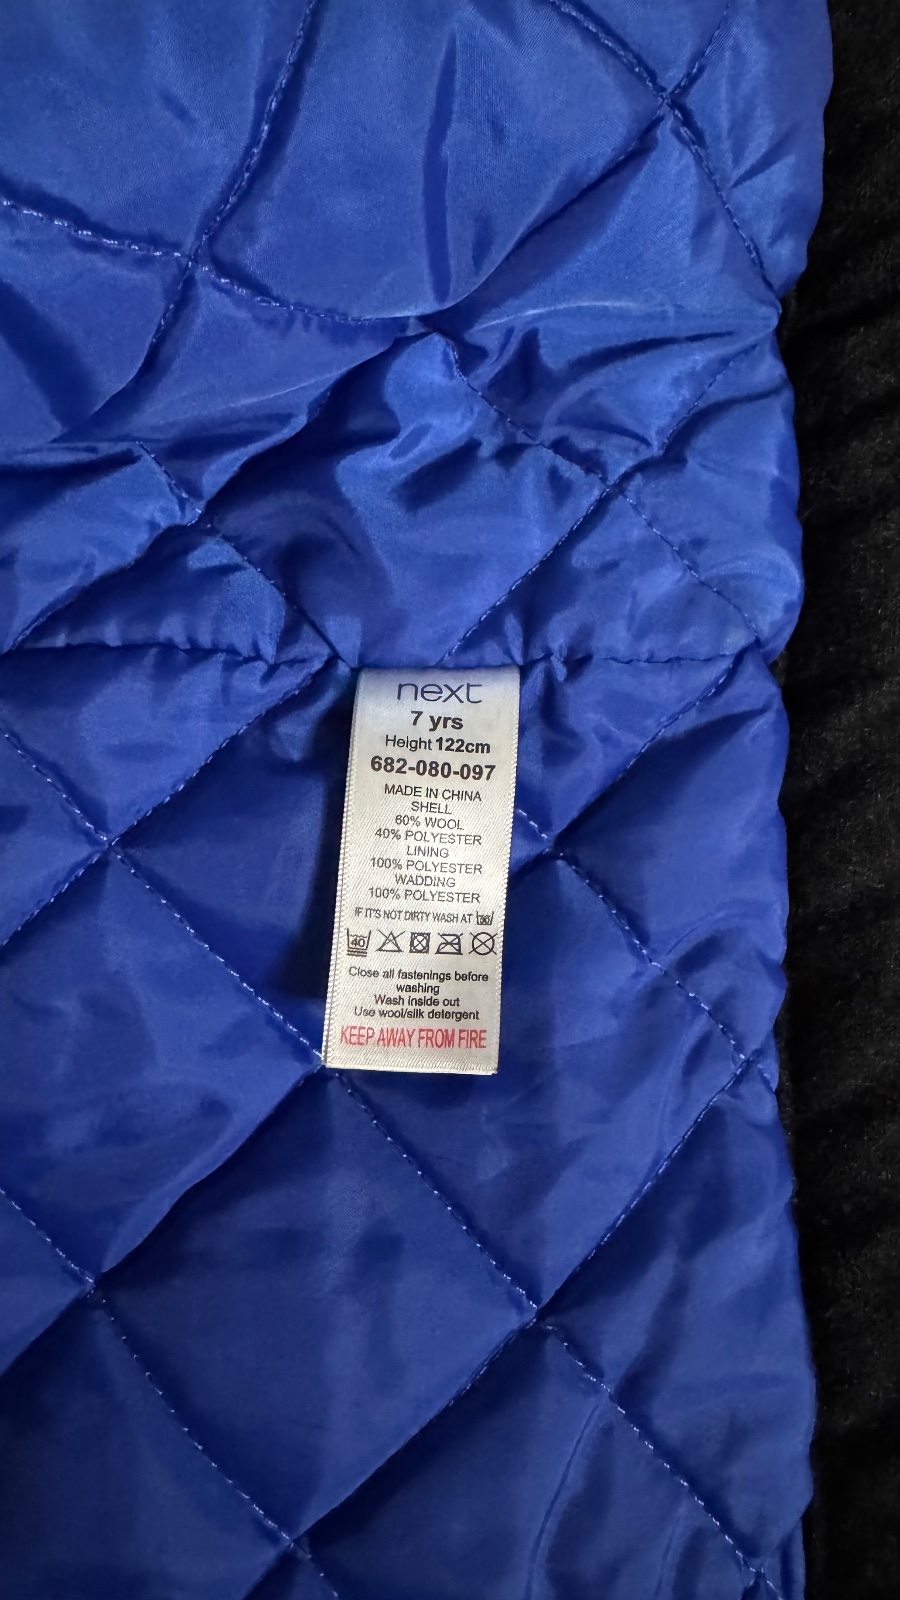 next
7 yrs
Height 122cm
682-080-097
MADE IN CHINA
SHELL
60% WOOL
40% POLYESTER
LINING
100% POLYESTER
WADDING
100% POLYESTER
IF IT'S NOT DIRTY WASH AT 30
40
Close all fastenings before
washing
Wash inside out
Use wool/silk detergent
KEEP AWAY FROM FIRE